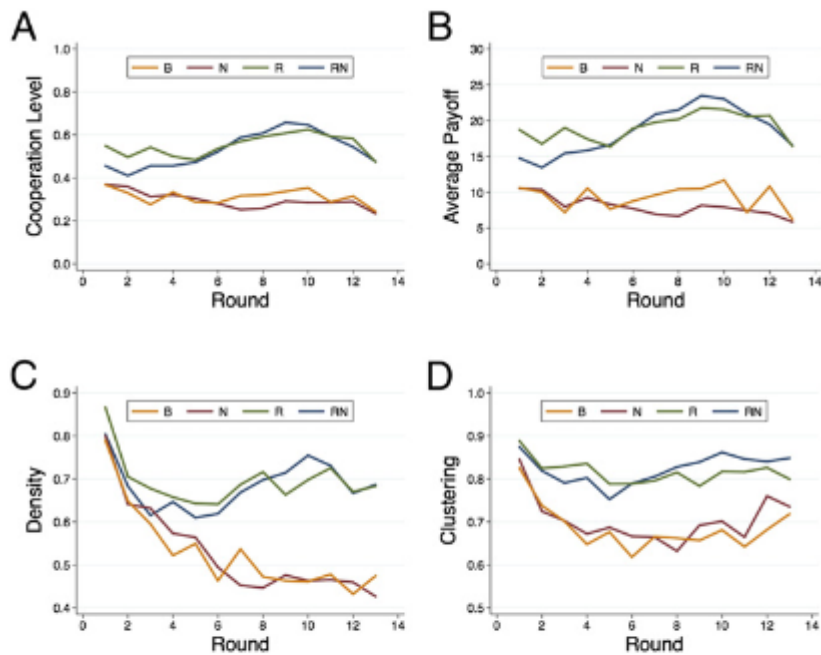 A
B N R RN
Cooperation Level
1.0
0.8
0.6
0.4
0.2
0.0
0 2 4 6 8 10 12 14
Round
B
B N R RN
Average Payoff
30
25
20
15
10
5
0
0 2 4 6 8 10 12 14
Round
C
B N R RN
Density
0.9
0.8
0.7
0.6
0.5
0.4
0 2 4 6 8 10 12 14
Round
D
B N R RN
Clustering
1.0
0.9
0.8
0.7
0.6
0.5
0 2 4 6 8 10 12 14
Round